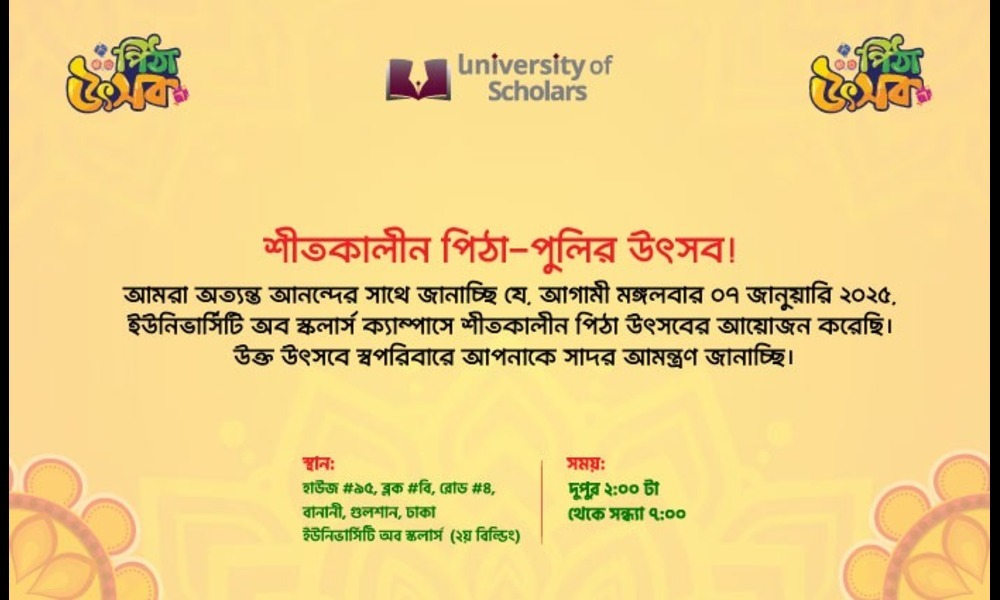 পিঠা
উৎসব
University of
Scholars
পিঠা
উৎসব
শীতকালীন পিঠা-পুলির উৎসব!
আমরা অত্যন্ত আনন্দের সাথে জানাচ্ছি যে, আগামী মঙ্গলবার ০৭ জানুয়ারি ২০২৫,
ইউনিভার্সিটি অব স্কলার্স ক্যাম্পাসে শীতকালীন পিঠা উৎসবের আয়োজন করেছি।
উক্ত উৎসবে স্বপরিবারে আপনাকে সাদর আমন্ত্রণ জানাচ্ছি।
স্থান:
হাউজ #৯৫, ব্লক #বি, রোড #৪,
বানানী, গুলশান, ঢাকা
ইউনিভার্সিটি অব স্কলার্স (২য় বিল্ডিং)
সময়:
দুপুর ২:০০ টা
থেকে সন্ধ্যা ৭:০০